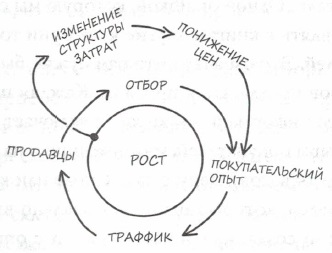 ИЗМЕНЕНИЕ
СТРУКТУРЫ
ЗАТРАТ
ПОНИЖЕНИЕ
ЦЕН
ОТБОР
ПРОДАВЦЫ
РОСТ
ПОКУПАТЕЛЬСКИЙ
ОПЫТ
ТРАФФИК